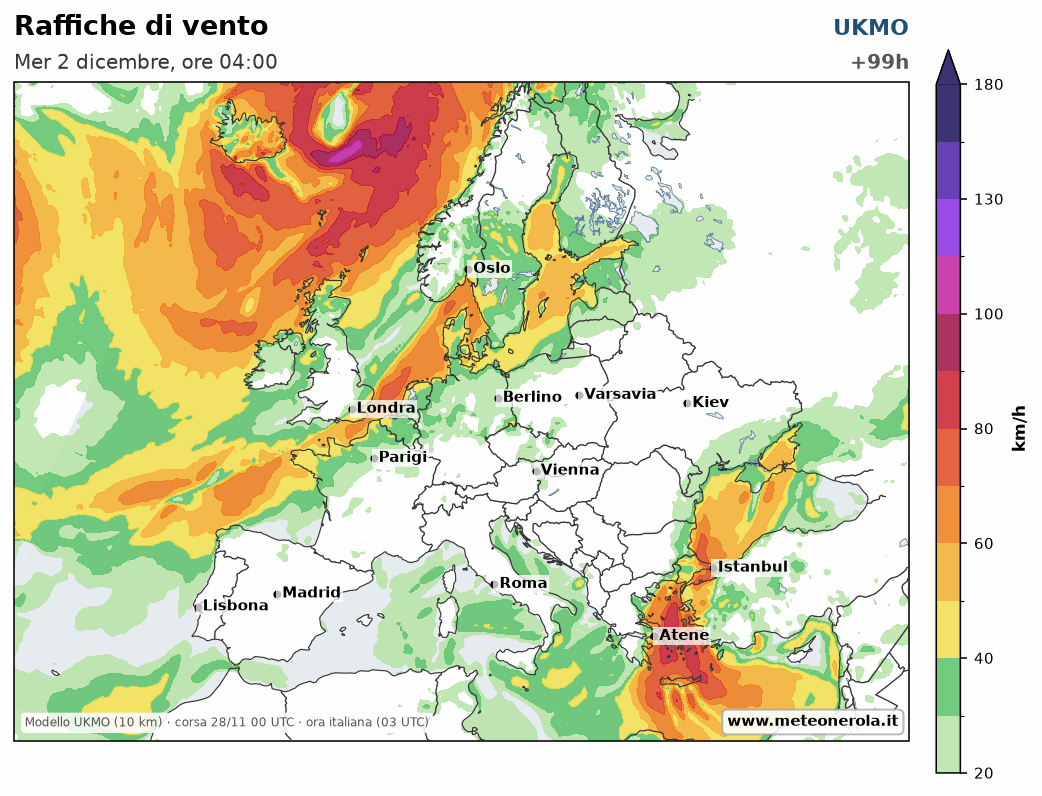 Raffiche di vento
UKMO
Mer 2 dicembre, ore 04:00
+99h
180
130
100
80
60
40
20
km/h
Oslo
Londra
Berlino
Varsavia
Kiev
Parigi
Vienna
Istanbul
Roma
Madrid
Lisbona
Atene
Modello UKMO (10 km) · corsa 28/11 00 UTC · ora italiana (03 UTC)
www.meteonerola.it